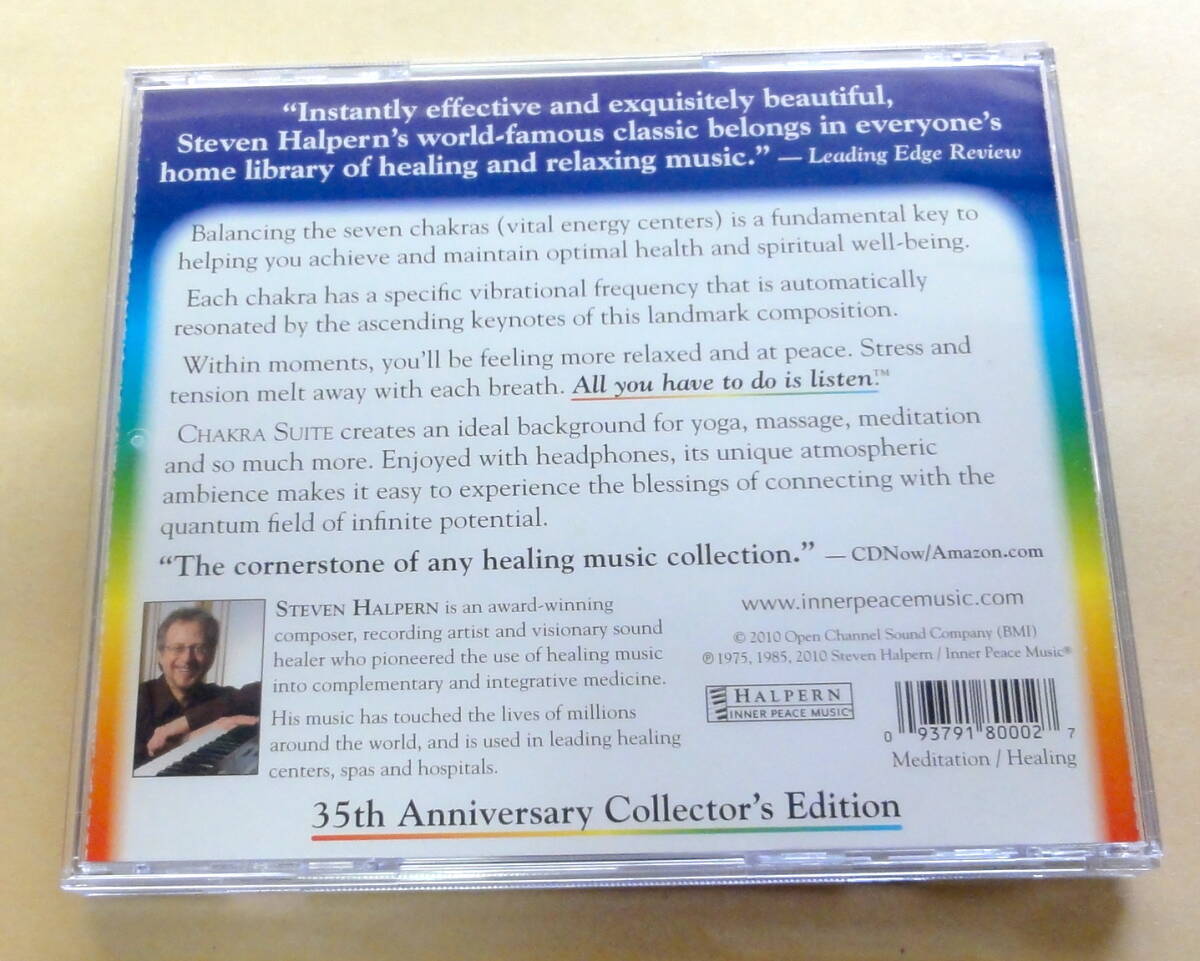 “Instantly effective and exquisitely beautiful,
Steven Halpern’s world-famous classic belongs in everyone’s
home library of healing and relaxing music.” — Leading Edge Review
Balancing the seven chakras (vital energy centers) is a fundamental key to
helping you achieve and maintain optimal health and spiritual well-being.
Each chakra has a specific vibrational frequency that is automatically
resonated by the ascending keynotes of this landmark composition.
Within moments, you’ll be feeling more relaxed and at peace. Stress and
tension melt away with each breath. All you have to do is listen!™
CHAKRA SUITE creates an ideal background for yoga, massage, meditation
and so much more. Enjoyed with headphones, its unique atmospheric
ambience makes it easy to experience the blessings of connecting with the
quantum field of infinite potential.
“The cornerstone of any healing music collection.” — CDNow/Amazon.com
STEVEN HALPERN is an award-winning
composer, recording artist and visionary sound
healer who pioneered the use of healing music
into complementary and integrative medicine.
His music has touched the lives of millions
around the world, and is used in leading healing
centers, spas and hospitals.
www.innerpeacemusic.com
© 2010 Open Channel Sound Company (BMI)
℗ 1975, 1985, 2010 Steven Halpern / Inner Peace Music®
HALPERN
INNER PEACE MUSIC®
0 93791 80002 7
Meditation / Healing
35th Anniversary Collector’s Edition